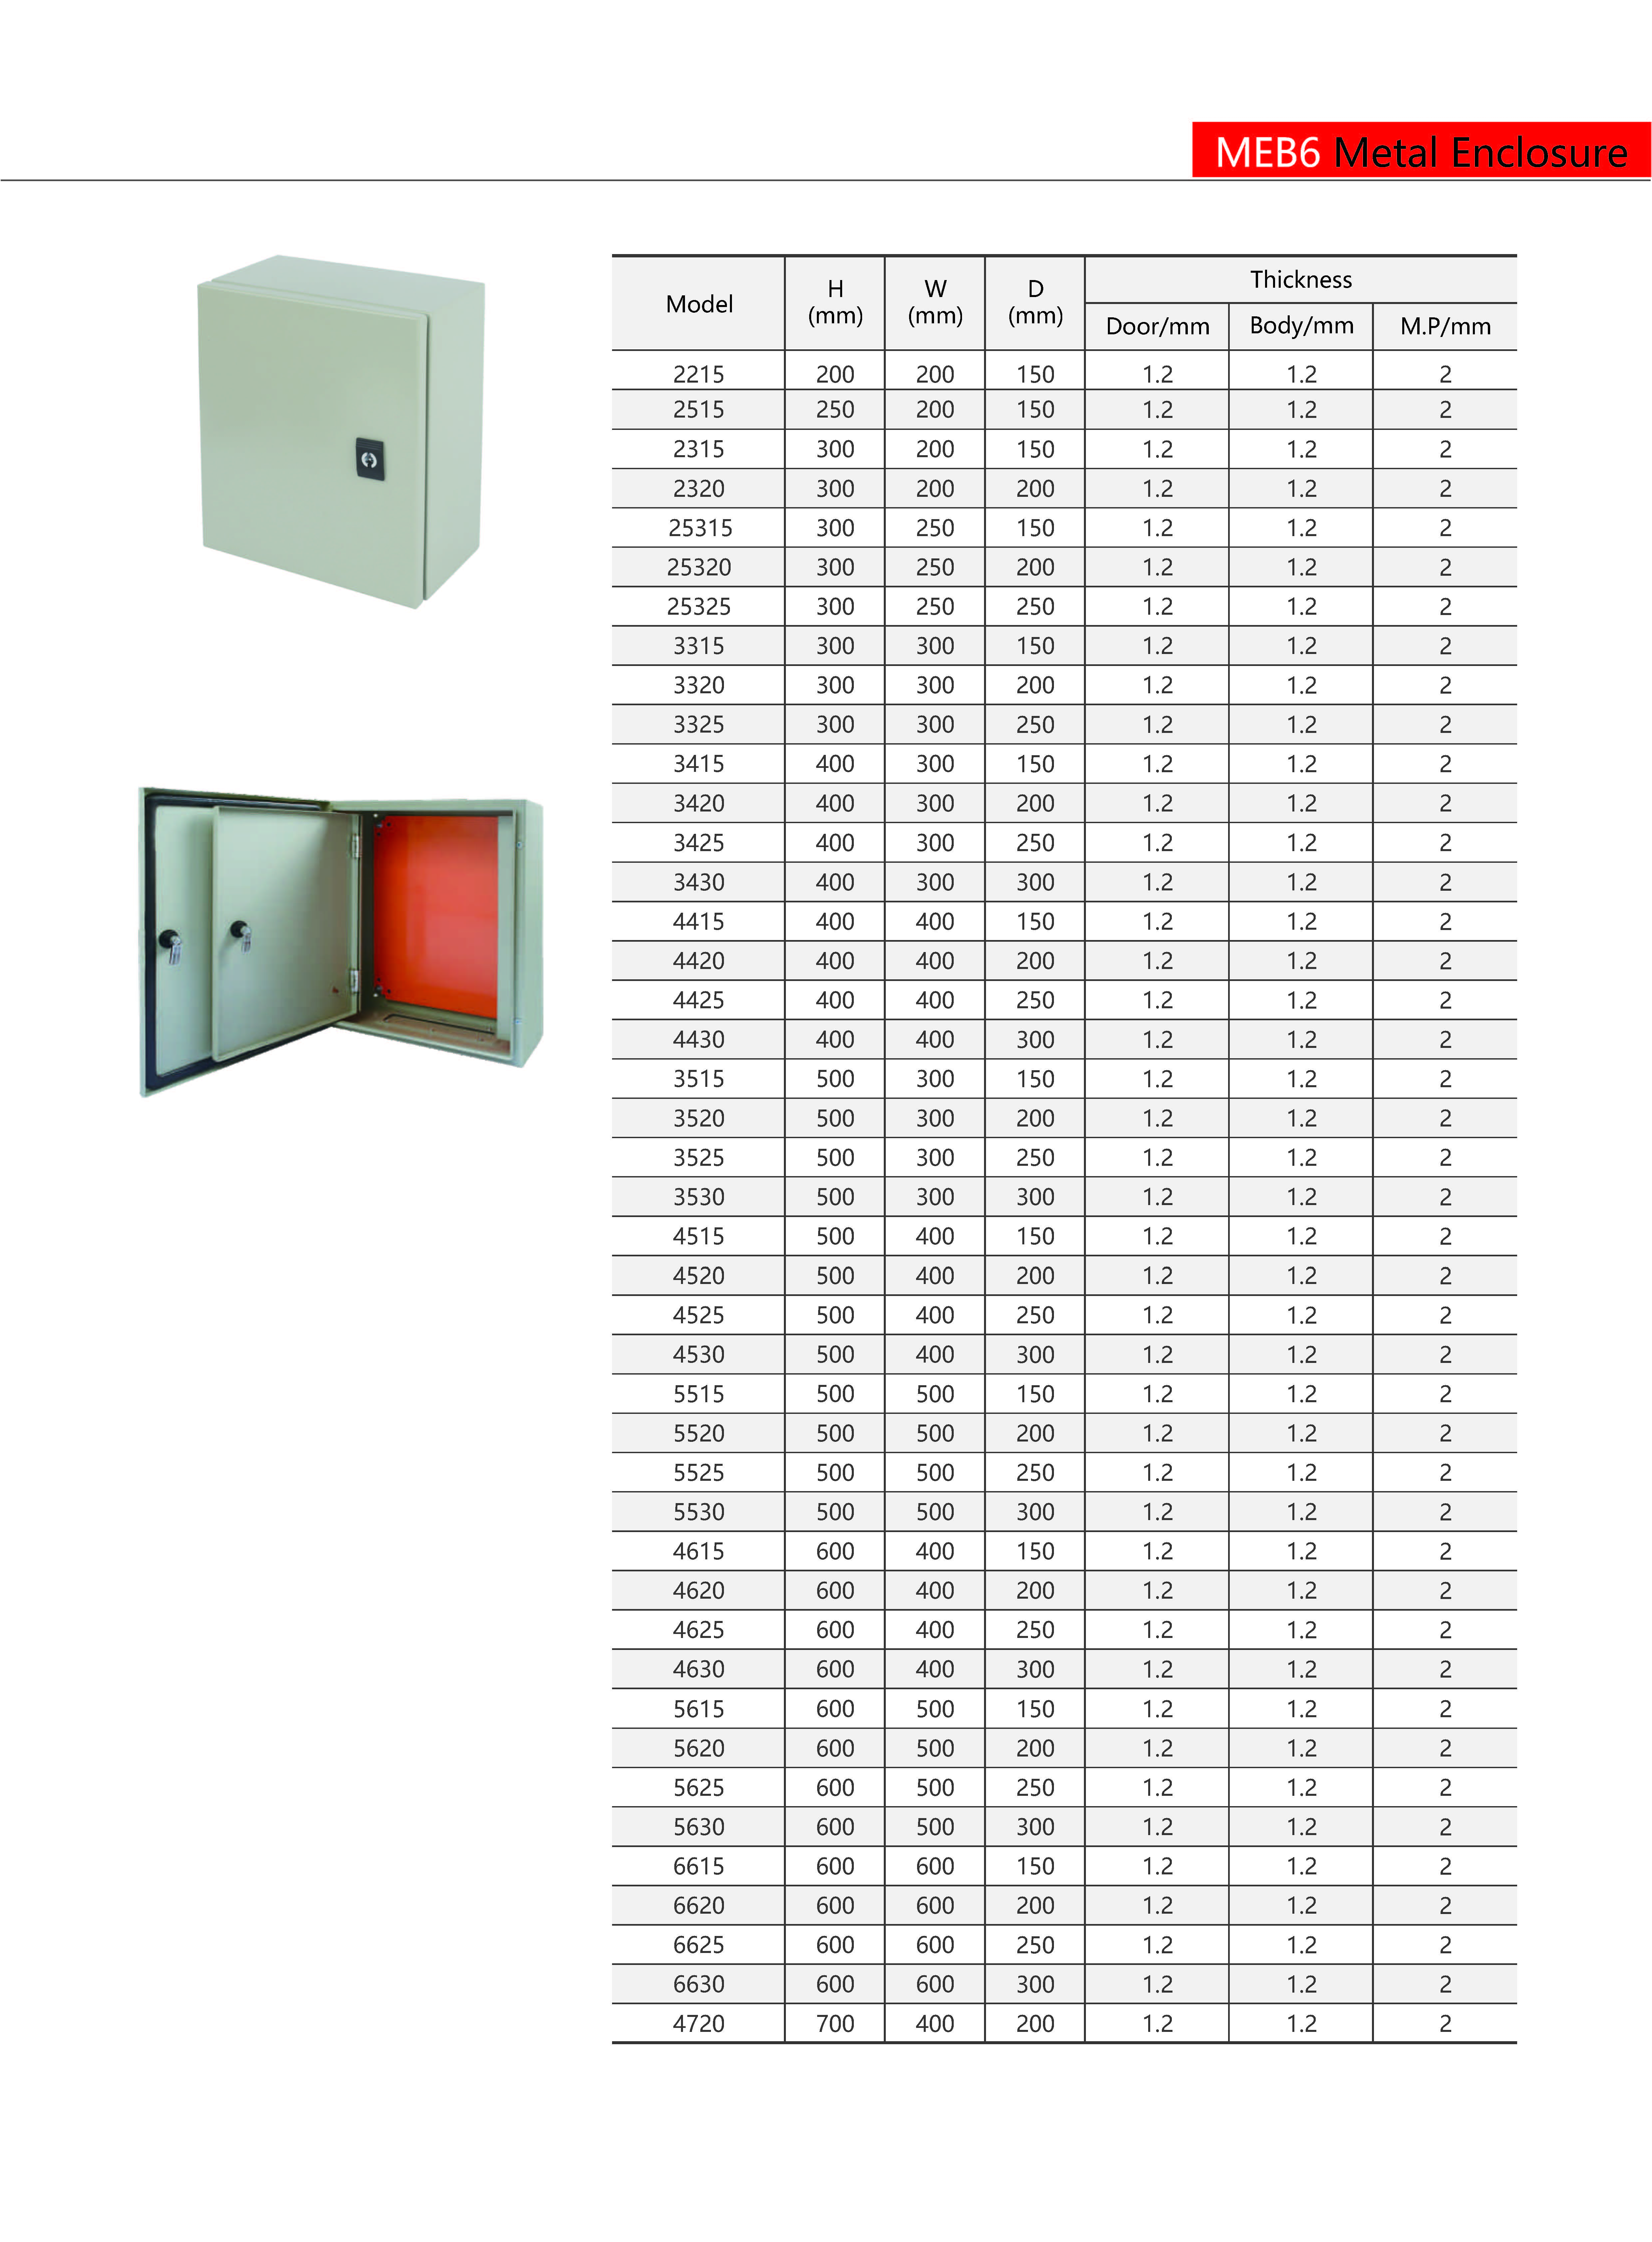 MEB6 Metal Enclosure
Model H (mm) W (mm) D (mm) Thickness
Door/mm Body/mm M.P/mm
2215 200 200 150 1.2 1.2 2
2515 250 200 150 1.2 1.2 2
2315 300 200 150 1.2 1.2 2
2320 300 200 200 1.2 1.2 2
25315 300 250 150 1.2 1.2 2
25320 300 250 200 1.2 1.2 2
25325 300 250 250 1.2 1.2 2
3315 300 300 150 1.2 1.2 2
3320 300 300 200 1.2 1.2 2
3325 300 300 250 1.2 1.2 2
3415 400 300 150 1.2 1.2 2
3420 400 300 200 1.2 1.2 2
3425 400 300 250 1.2 1.2 2
3430 400 300 300 1.2 1.2 2
4415 400 400 150 1.2 1.2 2
4420 400 400 200 1.2 1.2 2
4425 400 400 250 1.2 1.2 2
4430 400 400 300 1.2 1.2 2
3515 500 300 150 1.2 1.2 2
3520 500 300 200 1.2 1.2 2
3525 500 300 250 1.2 1.2 2
3530 500 300 300 1.2 1.2 2
4515 500 400 150 1.2 1.2 2
4520 500 400 200 1.2 1.2 2
4525 500 400 250 1.2 1.2 2
4530 500 400 300 1.2 1.2 2
5515 500 500 150 1.2 1.2 2
5520 500 500 200 1.2 1.2 2
5525 500 500 250 1.2 1.2 2
5530 500 500 300 1.2 1.2 2
4615 600 400 150 1.2 1.2 2
4620 600 400 200 1.2 1.2 2
4625 600 400 250 1.2 1.2 2
4630 600 400 300 1.2 1.2 2
5615 600 500 150 1.2 1.2 2
5620 600 500 200 1.2 1.2 2
5625 600 500 250 1.2 1.2 2
5630 600 500 300 1.2 1.2 2
6615 600 600 150 1.2 1.2 2
6620 600 600 200 1.2 1.2 2
6625 600 600 250 1.2 1.2 2
6630 600 600 300 1.2 1.2 2
4720 700 400 200 1.2 1.2 2